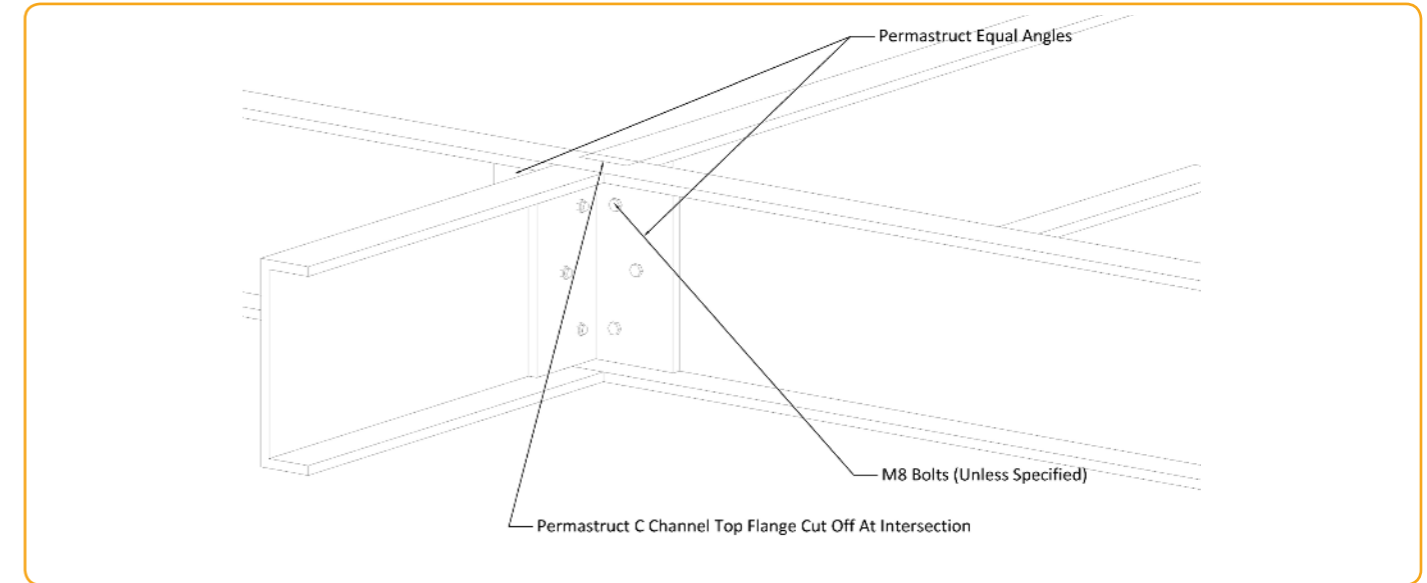 Permastruct Equal Angles
M8 Bolts (Unless Specified)
Permastruct C Channel Top Flange Cut Off At Intersection